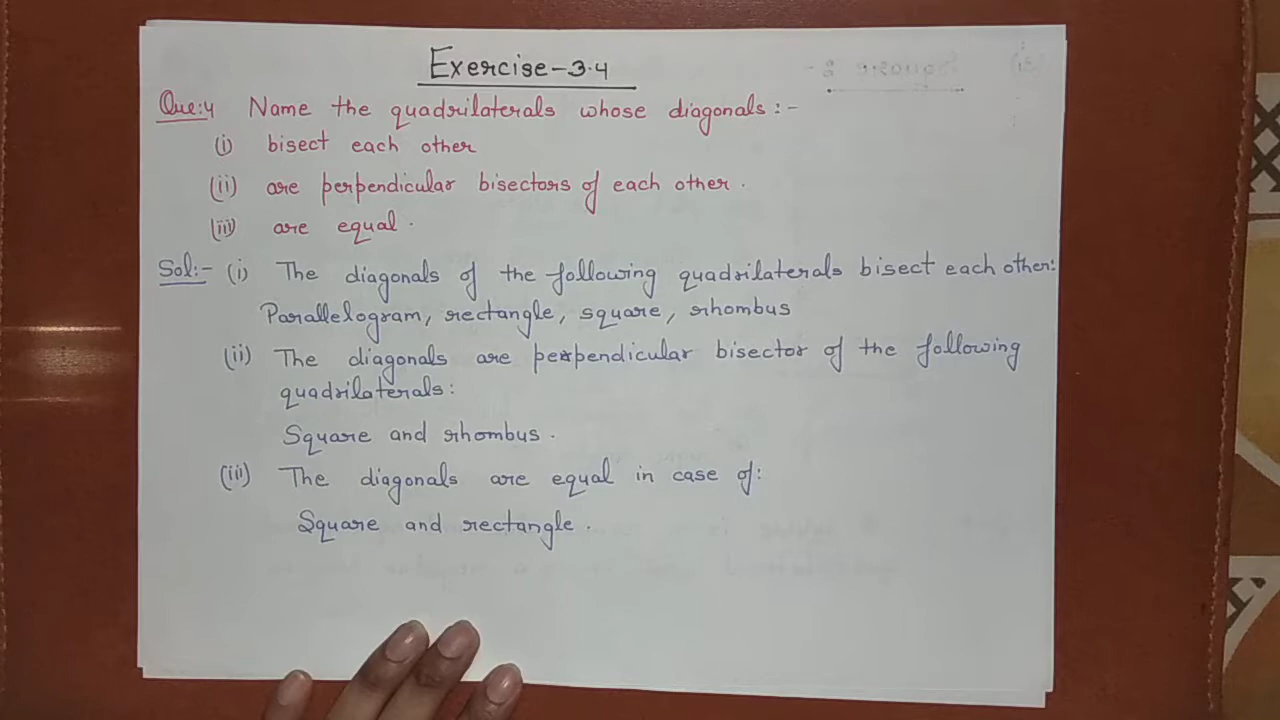 Exercise-3.4
Que:4 Name the quadrilaterals whose diagonals:-
(i) bisect each other
(ii) are perpendicular bisectors of each other.
(iii) are equal.
Sol:- (i) The diagonals of the following quadrilaterals bisect each other:
Parallelogram, rectangle, square, rhombus
(ii) The diagonals are perpendicular bisector of the following
quadrilaterals:
Square and rhombus.
(iii) The diagonals are equal in case of:
Square and rectangle.